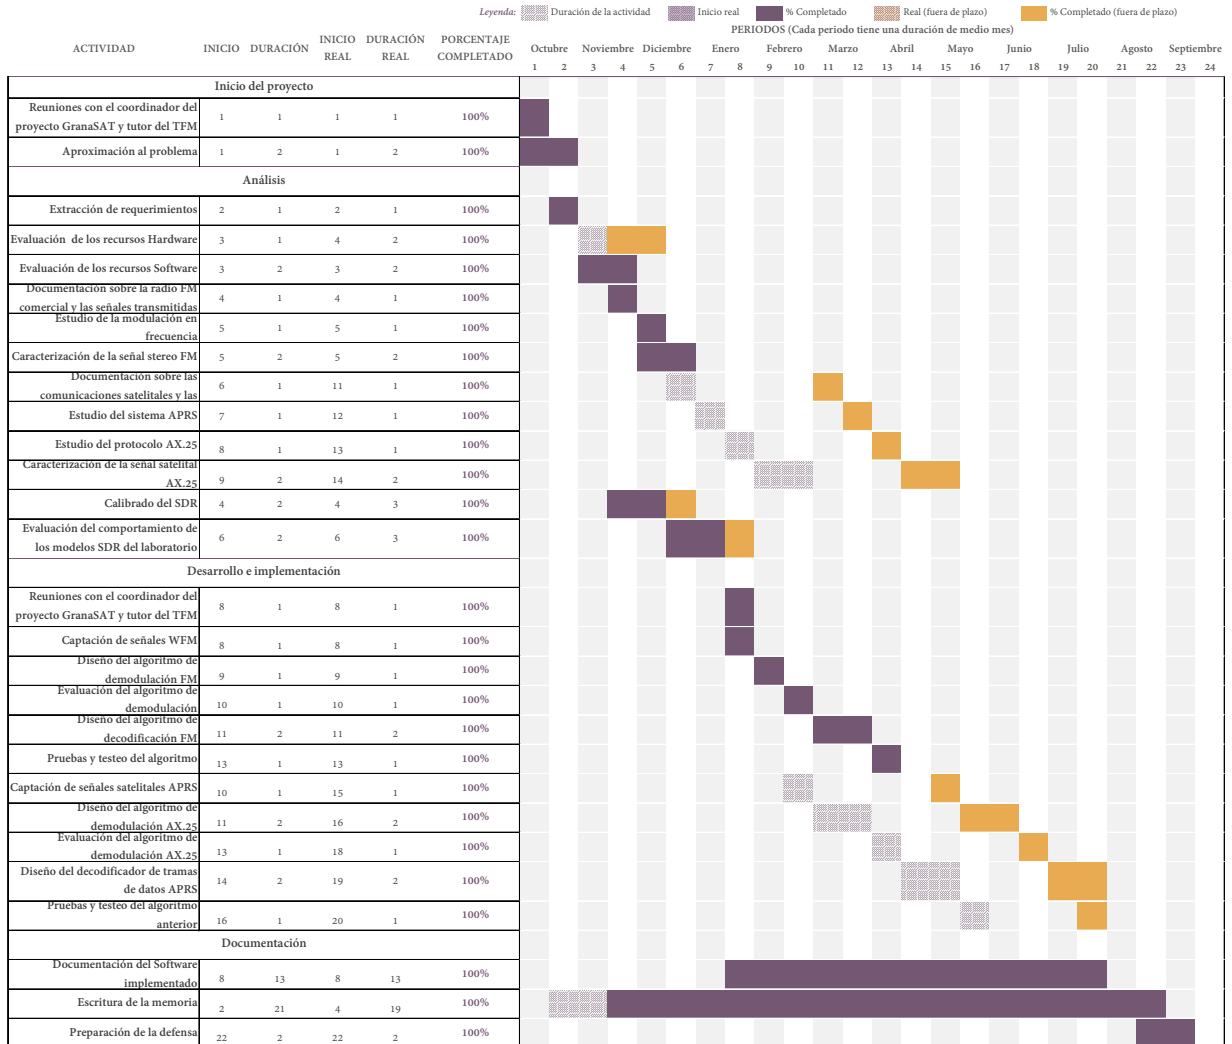 Leyenda: Duración de la actividad Inicio real % Completado Real (fuera de plazo) % Completado (fuera de plazo)
PERIODOS (Cada periodo tiene una duración de medio mes)
ACTIVIDAD INICIO DURACIÓN INICIO REAL DURACIÓN REAL PORCENTAJE COMPLETADO
Octubre Noviembre Diciembre Enero Febrero Marzo Abril Mayo Junio Julio Agosto Septiembre
1 2 3 4 5 6 7 8 9 10 11 12 13 14 15 16 17 18 19 20 21 22 23 24
Inicio del proyecto
Reuniones con el coordinador del
proyecto GranaSAT y tutor del TFM 1 1 1 1 100%
Aproximación al problema 1 2 1 2 100%
Análisis
Extracción de requerimientos 2 1 2 1 100%
Evaluación de los recursos Hardware 3 1 4 2 100%
Evaluación de los recursos Software 3 2 3 2 100%
Documentación sobre la radio FM
comercial y las señales transmitidas 4 1 4 1 100%
Estudio de la modulación en
frecuencia 5 1 5 1 100%
Caracterización de la señal stereo FM 5 2 5 2 100%
Documentación sobre las
comunicaciones satelitales y las 6 1 11 1 100%
Estudio del sistema APRS 7 1 12 1 100%
Estudio del protocolo AX.25 8 1 13 1 100%
Caracterización de la señal satelital
AX.25 9 2 14 2 100%
Calibrado del SDR 4 2 4 3 100%
Evaluación del comportamiento de
los modelos SDR del laboratorio 6 2 6 3 100%
Desarrollo e implementación
Reuniones con el coordinador del
proyecto GranaSAT y tutor del TFM 8 1 8 1 100%
Captación de señales WFM 8 1 8 1 100%
Diseño del algoritmo de
demodulación FM 9 1 9 1 100%
Evaluación del algoritmo de
demodulación 10 1 10 1 100%
Diseño del algoritmo de
decodificación FM 11 2 11 2 100%
Pruebas y testeo del algoritmo 13 1 13 1 100%
Captación de señales satelitales APRS 10 1 15 1 100%
Diseño del algoritmo de
demodulación AX.25 11 2 16 2 100%
Evaluación del algoritmo de
demodulación AX.25 13 1 18 1 100%
Diseño del decodificador de tramas
de datos APRS 14 2 19 2 100%
Pruebas y testeo del algoritmo
anterior 16 1 20 1 100%
Documentación
Documentación del Software
implementado 8 13 8 13 100%
Escritura de la memoria 2 21 4 19 100%
Preparación de la defensa 22 2 22 2 100%